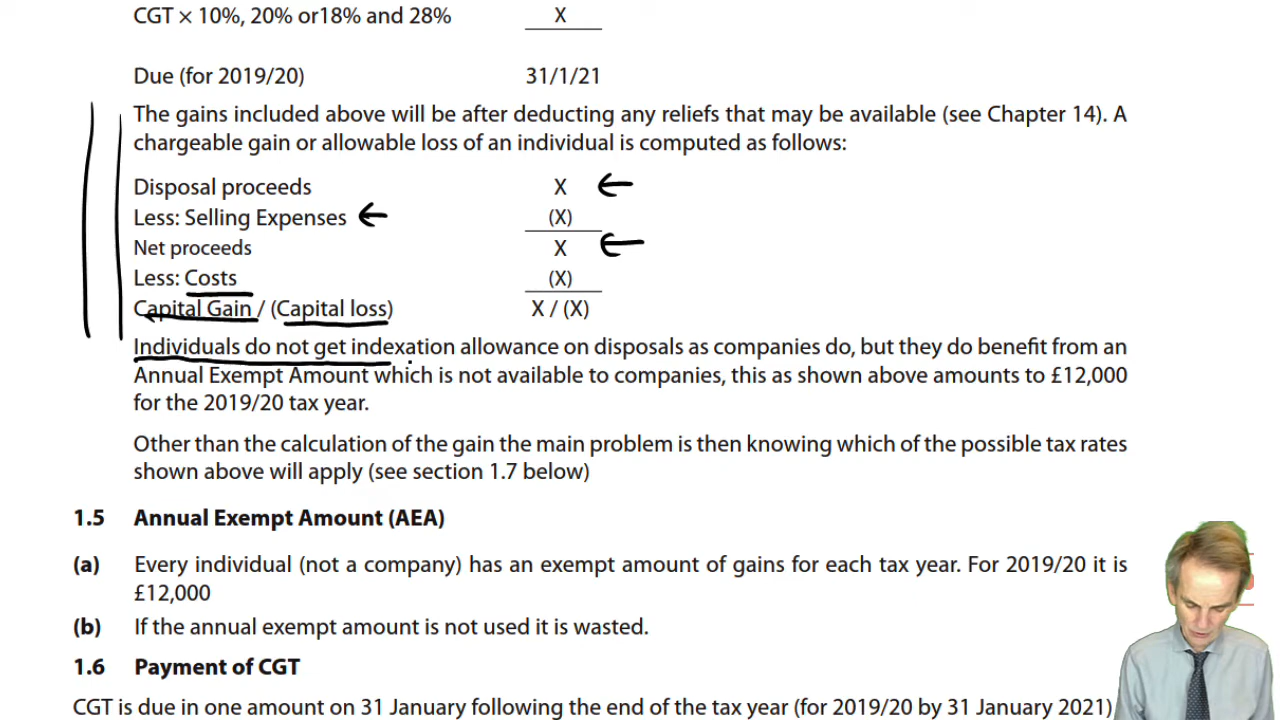 CGT × 10%, 20% or18% and 28% X
Due (for 2019/20) 31/1/21
The gains included above will be after deducting any reliefs that may be available (see Chapter 14). A
chargeable gain or allowable loss of an individual is computed as follows:
Disposal proceeds X
Less: Selling Expenses (X)
Net proceeds X
Less: Costs (X)
Capital Gain / (Capital loss) X / (X)
Individuals do not get indexation allowance on disposals as companies do, but they do benefit from an
Annual Exempt Amount which is not available to companies, this as shown above amounts to £12,000
for the 2019/20 tax year.
Other than the calculation of the gain the main problem is then knowing which of the possible tax rates
shown above will apply (see section 1.7 below)
1.5 Annual Exempt Amount (AEA)
(a) Every individual (not a company) has an exempt amount of gains for each tax year. For 2019/20 it is
£12,000
(b) If the annual exempt amount is not used it is wasted.
1.6 Payment of CGT
CGT is due in one amount on 31 January following the end of the tax year (for 2019/20 by 31 January 2021)